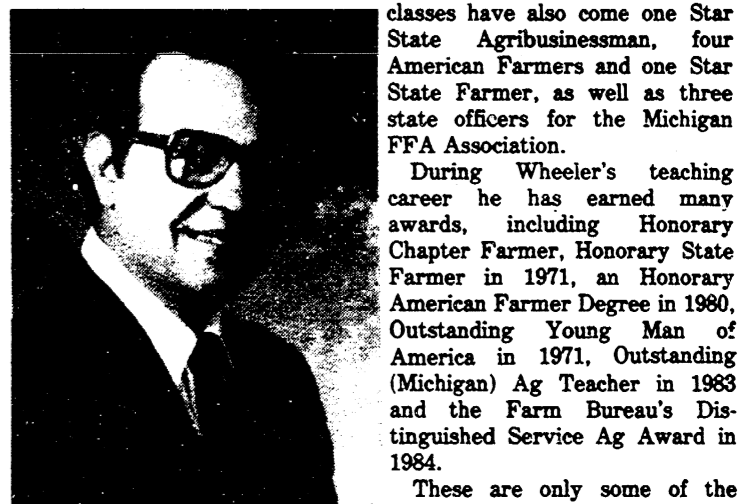 classes have also come one Star
State Agribusinessman, four
American Farmers and one Star
State Farmer, as well as three
state officers for the Michigan
FFA Association.
During Wheeler's teaching
career he has earned many
awards, including Honorary
Chapter Farmer, Honorary State
Farmer in 1971, an Honorary
American Farmer Degree in 1980,
Outstanding Young Man of
America in 1971, Outstanding
(Michigan) Ag Teacher in 1983
and the Farm Bureau's Dis-
tinguished Service Ag Award in
1984.
These are only some of the